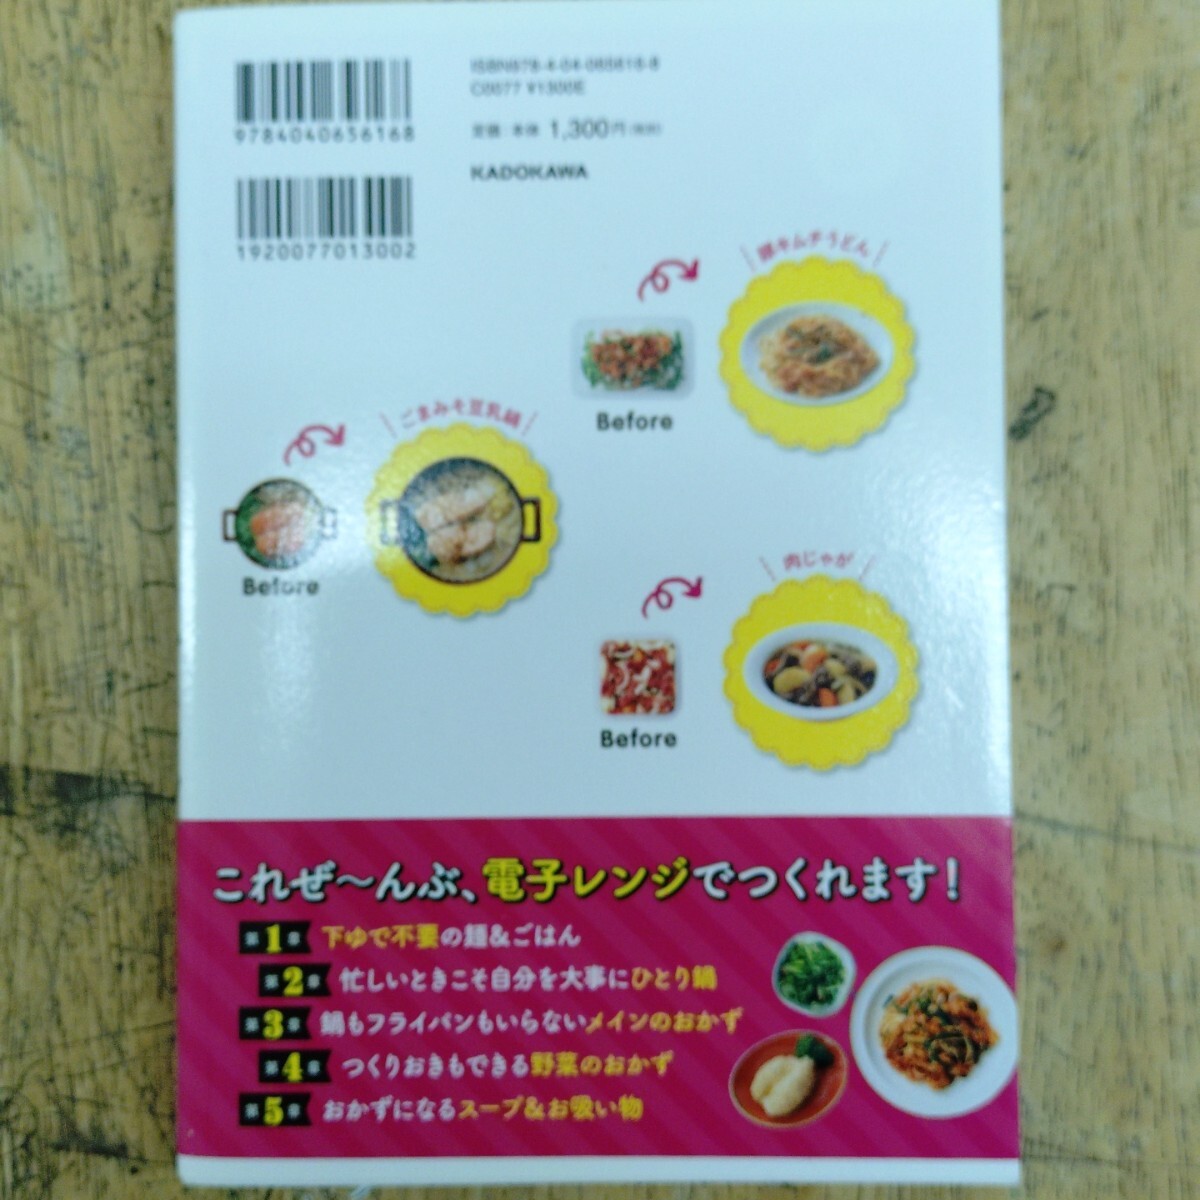 ISBN978-4-04-065616-8
C0077 ¥1300E
9784040656168
定価：本体 1,300円（税別）
KADOKAWA
1920077013002
豚キムチうどん
Before
ごまみそ豆乳鍋
Before
肉じゃが
Before
これぜ〜んぶ、電子レンジでつくれます！
第1章 下ゆで不要の麺&ごはん
第2章 忙しいときこそ自分を大事にひとり鍋
第3章 鍋もフライパンもいらないメインのおかず
第4章 つくりおきもできる野菜のおかず
第5章 おかずになるスープ&お吸い物